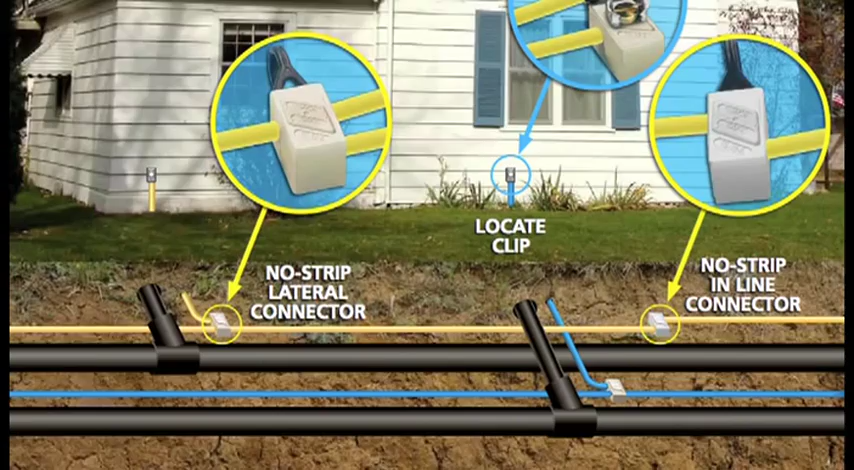 LOCATE
CLIP
NO-STRIP
LATERAL
CONNECTOR
NO-STRIP
IN LINE
CONNECTOR